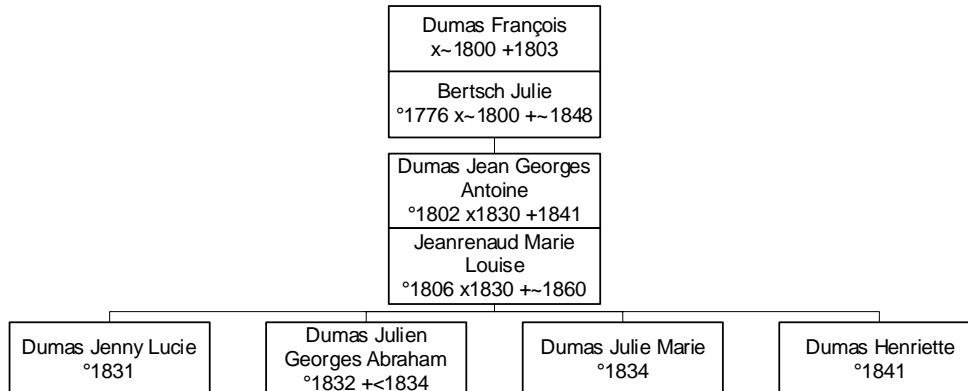 Dumas François
x~1800 +1803
Bertsch Julie
°1776 x~1800 +~1848
Dumas Jean Georges
Antoine
°1802 x1830 +1841
Jeanrenaud Marie
Louise
°1806 x1830 +~1860
Dumas Jenny Lucie
°1831
Dumas Julien
Georges Abraham
°1832 +<1834
Dumas Julie Marie
°1834
Dumas Henriette
°1841